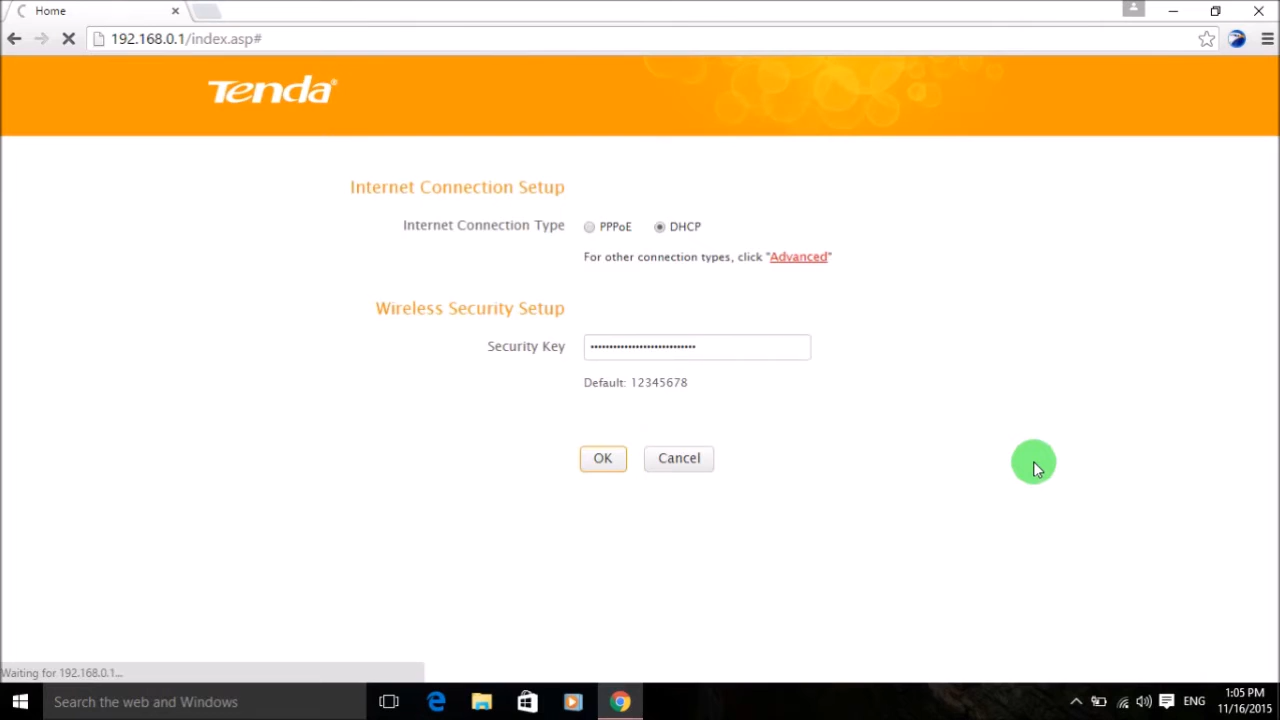 Home
192.168.0.1/index.asp#
Tenda®
Internet Connection Setup
Internet Connection Type PPPoE DHCP
For other connection types, click "Advanced"
Wireless Security Setup
Security Key ••••••••••••••••••••••••••••
Default: 12345678
OK Cancel
Waiting for 192.168.0.1...
Search the web and Windows
ENG
1:05 PM
11/16/2015